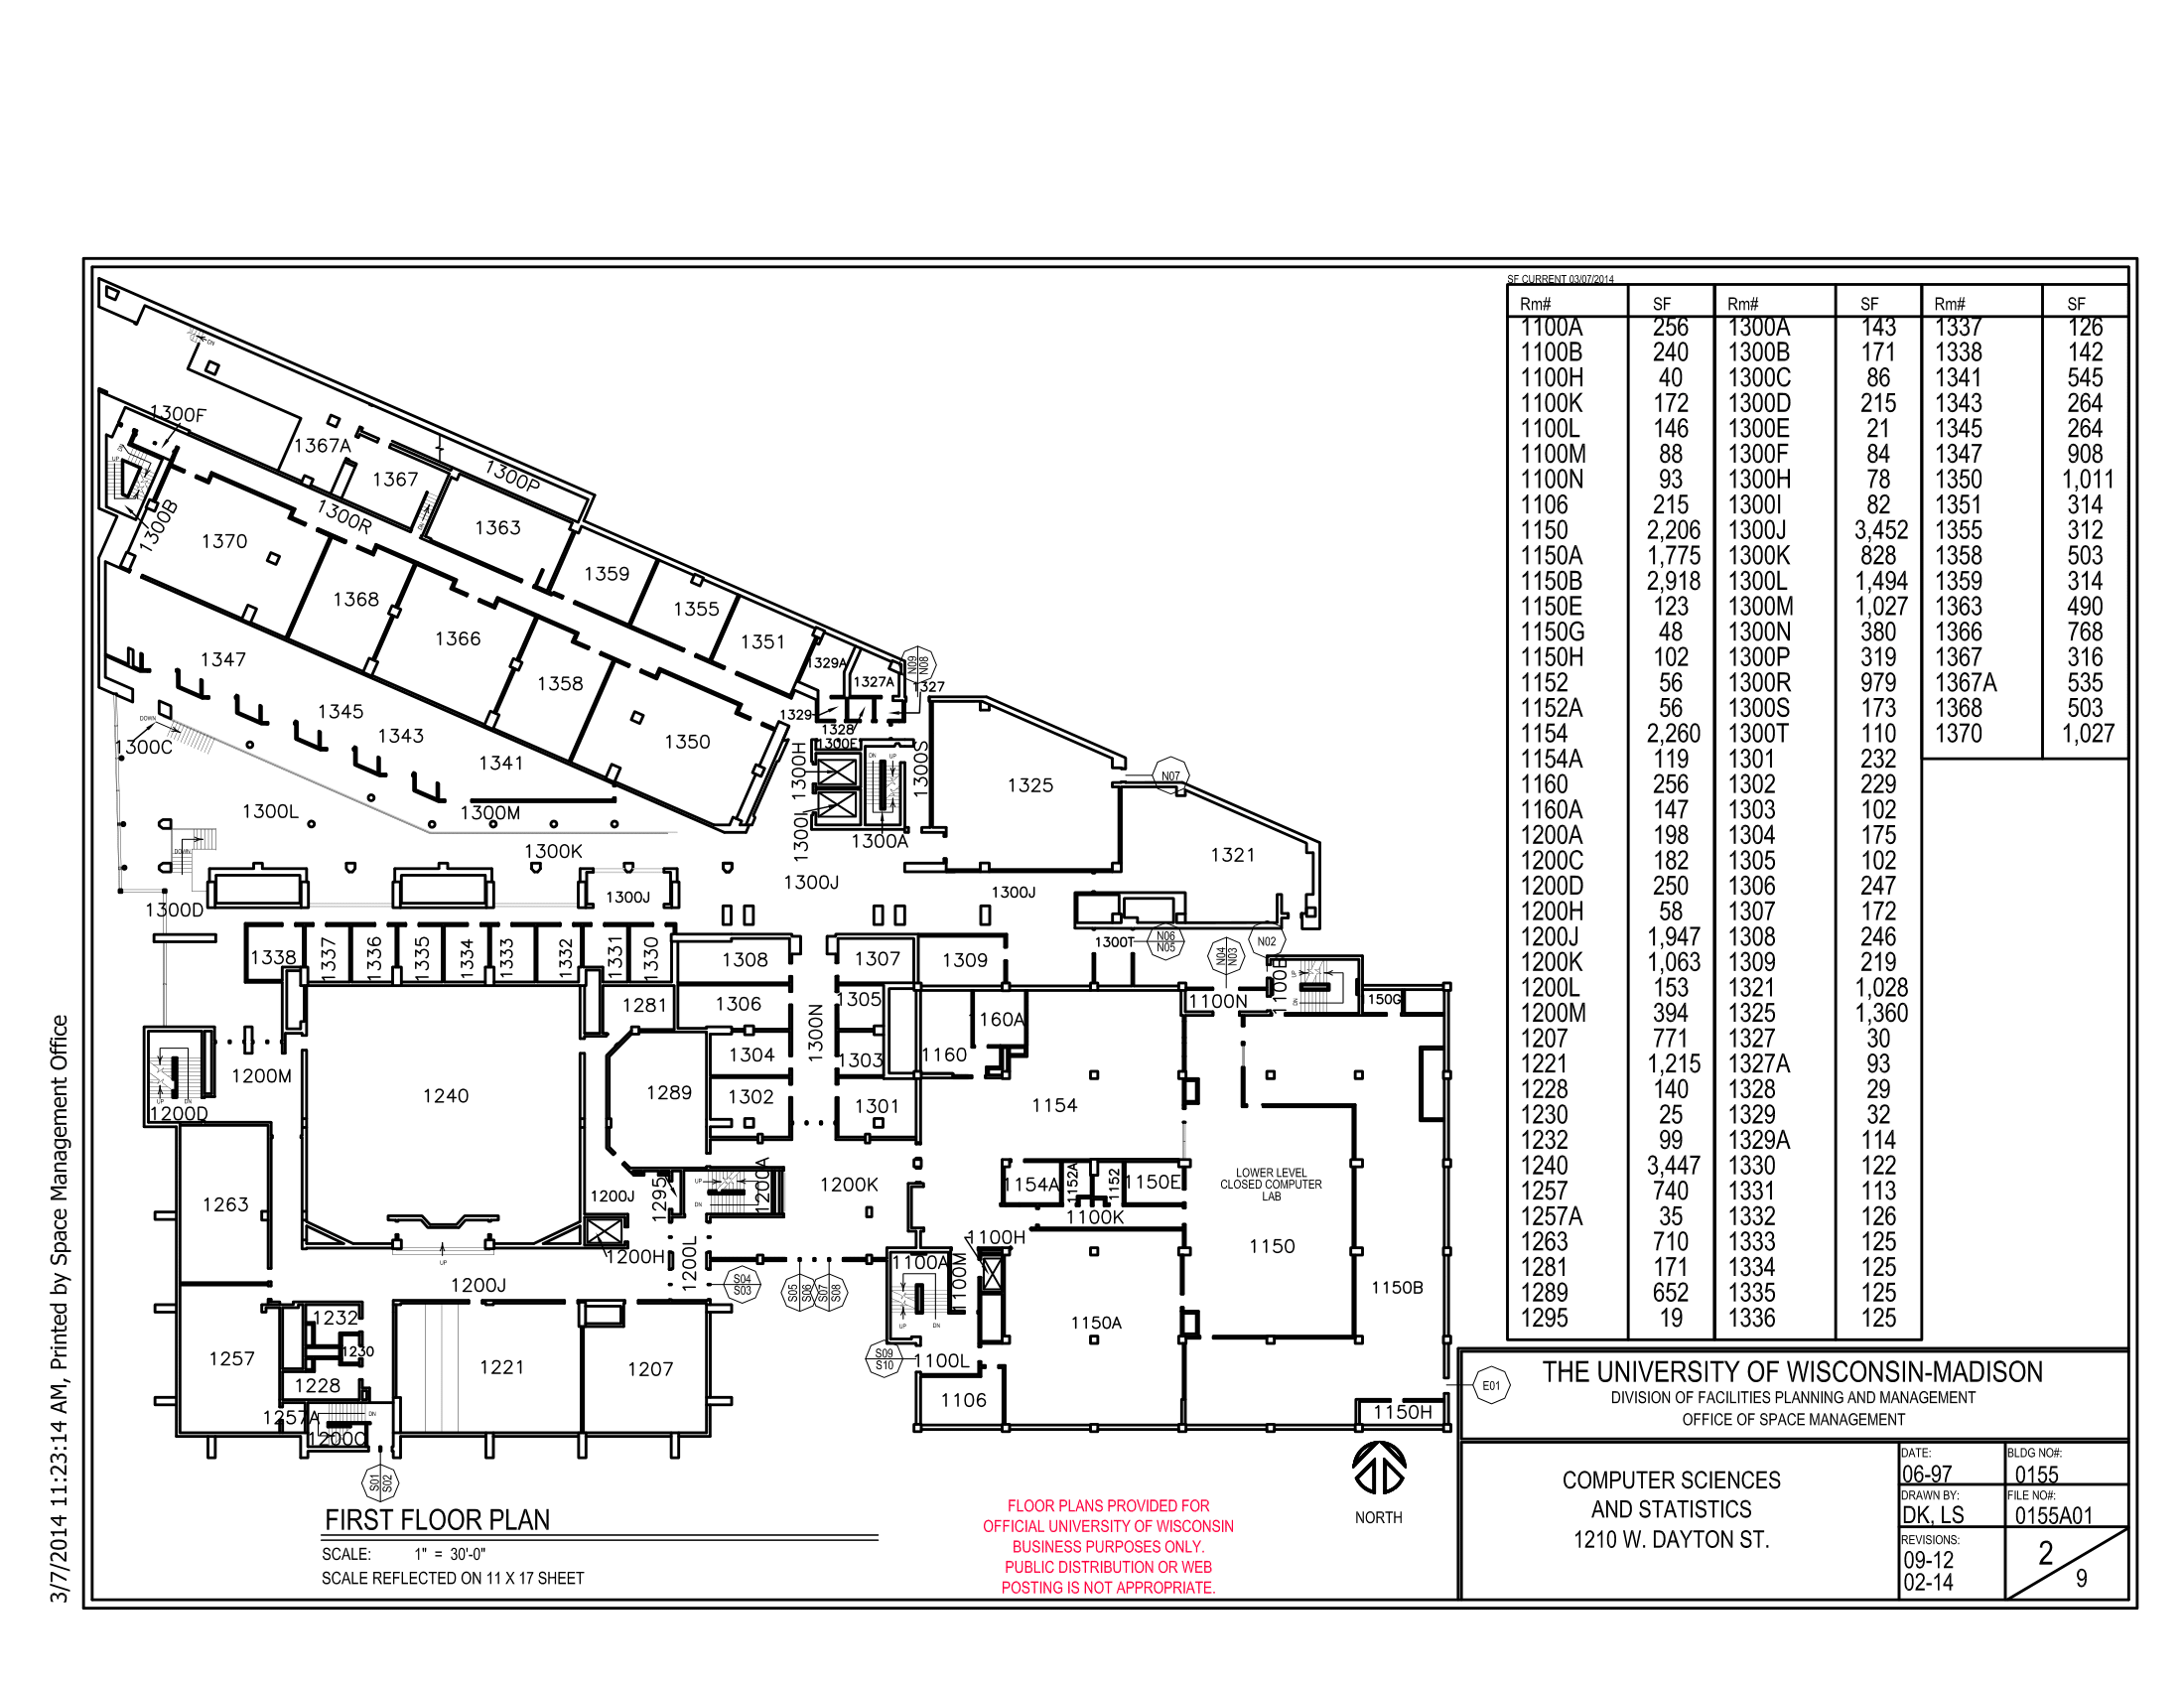 3/7/2014 11:23:14 AM, Printed by Space Management Office
SF CURRENT 03/07/2014
Rm# SF Rm# SF Rm# SF
1100A 256 1300A 143 1337 126
1100B 240 1300B 171 1338 142
1100H 40 1300C 86 1341 545
1100K 172 1300D 215 1343 264
1100L 146 1300E 21 1345 264
1100M 88 1300F 84 1347 908
1100N 93 1300H 78 1350 1,011
1106 215 1300I 82 1351 314
1150 2,206 1300J 3,452 1355 312
1150A 1,775 1300K 828 1358 503
1150B 2,918 1300L 1,494 1359 314
1150E 123 1300M 1,027 1363 490
1150G 48 1300N 380 1366 768
1150H 102 1300P 319 1367 316
1152 56 1300R 979 1367A 535
1152A 56 1300S 173 1368 503
1154 2,260 1300T 110 1370 1,027
1154A 119 1301 232
1160 256 1302 229
1160A 147 1303 102
1200A 198 1304 175
1200C 182 1305 102
1200D 250 1306 247
1200H 58 1307 172
1200J 1,947 1308 246
1200K 1,063 1309 219
1200L 153 1321 1,028
1200M 394 1325 1,360
1207 771 1327 30
1221 1,215 1327A 93
1228 140 1328 29
1230 25 1329 32
1232 99 1329A 114
1240 3,447 1330 122
1257 740 1331 113
1257A 35 1332 126
1263 710 1333 125
1281 171 1334 125
1289 652 1335 125
1295 19 1336 125
DN
1300F
1367A
1367
1300P
DN
UP
1300B
1300R
DN
1363
1370
1359
1368
1355
1366
1351
1329A
N09
N08
1347
1327A
1327
1358
1345
1329
1328
DOWN
1343
1350
1300E
1300C
1341
1300H
DN
UP
1300S
N07
1325
1300L
1300M
1300I
1300A
DOWN
1300K
1321
1300J
1300J
1300J
1300D
N06
N05
1300T
N04
N03
N02
1338
1337
1336
1335
1334
1333
1332
1331
1330
1308
1307
1309
1281
1306
1305
1100N
1100B
UP
DN
150G
1300N
160A
1304
1303
1160
1200M
1240
1289
1302
1301
1154
UP
DN
1200D
1263
1200J
1295
UP
DN
1200A
1200K
1154A
1152A
1152
1150E
LOWER LEVEL
CLOSED COMPUTER
LAB
1100K
1100H
1200H
1200L
1100A
1100M
1150
UP
1200J
S04
S03
S05
S06
S07
S08
1150B
UP
DN
1232
1230
1150A
1257
1221
1207
S09
S10
1100L
1228
1106
1257A
DN
1200C
1150H
E01
S01
S02
NORTH
FIRST FLOOR PLAN
SCALE: 1" = 30'-0"
SCALE REFLECTED ON 11 X 17 SHEET
FLOOR PLANS PROVIDED FOR
OFFICIAL UNIVERSITY OF WISCONSIN
BUSINESS PURPOSES ONLY.
PUBLIC DISTRIBUTION OR WEB
POSTING IS NOT APPROPRIATE.
THE UNIVERSITY OF WISCONSIN-MADISON
DIVISION OF FACILITIES PLANNING AND MANAGEMENT
OFFICE OF SPACE MANAGEMENT
COMPUTER SCIENCES
AND STATISTICS
1210 W. DAYTON ST.
DATE:
06-97
BLDG NO#:
0155
DRAWN BY:
DK, LS
FILE NO#:
0155A01
REVISIONS:
09-12
02-14
2
9